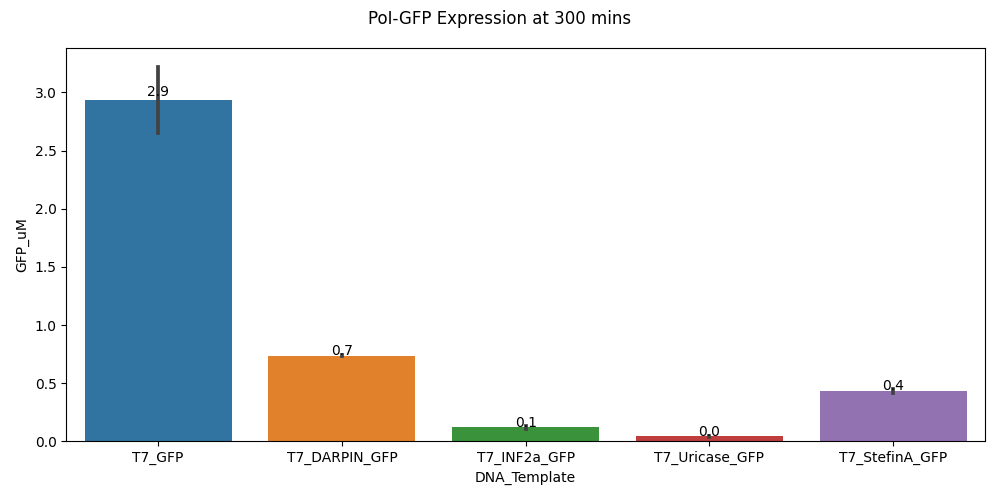 Pol-GFP Expression at 300 mins
GFP_uM
3.0
2.5
2.0
1.5
1.0
0.5
0.0
2.9
0.7
0.1
0.0
0.4
T7_GFP
T7_DARPIN_GFP
T7_INF2a_GFP
T7_Uricase_GFP
T7_StefinA_GFP
DNA_Template